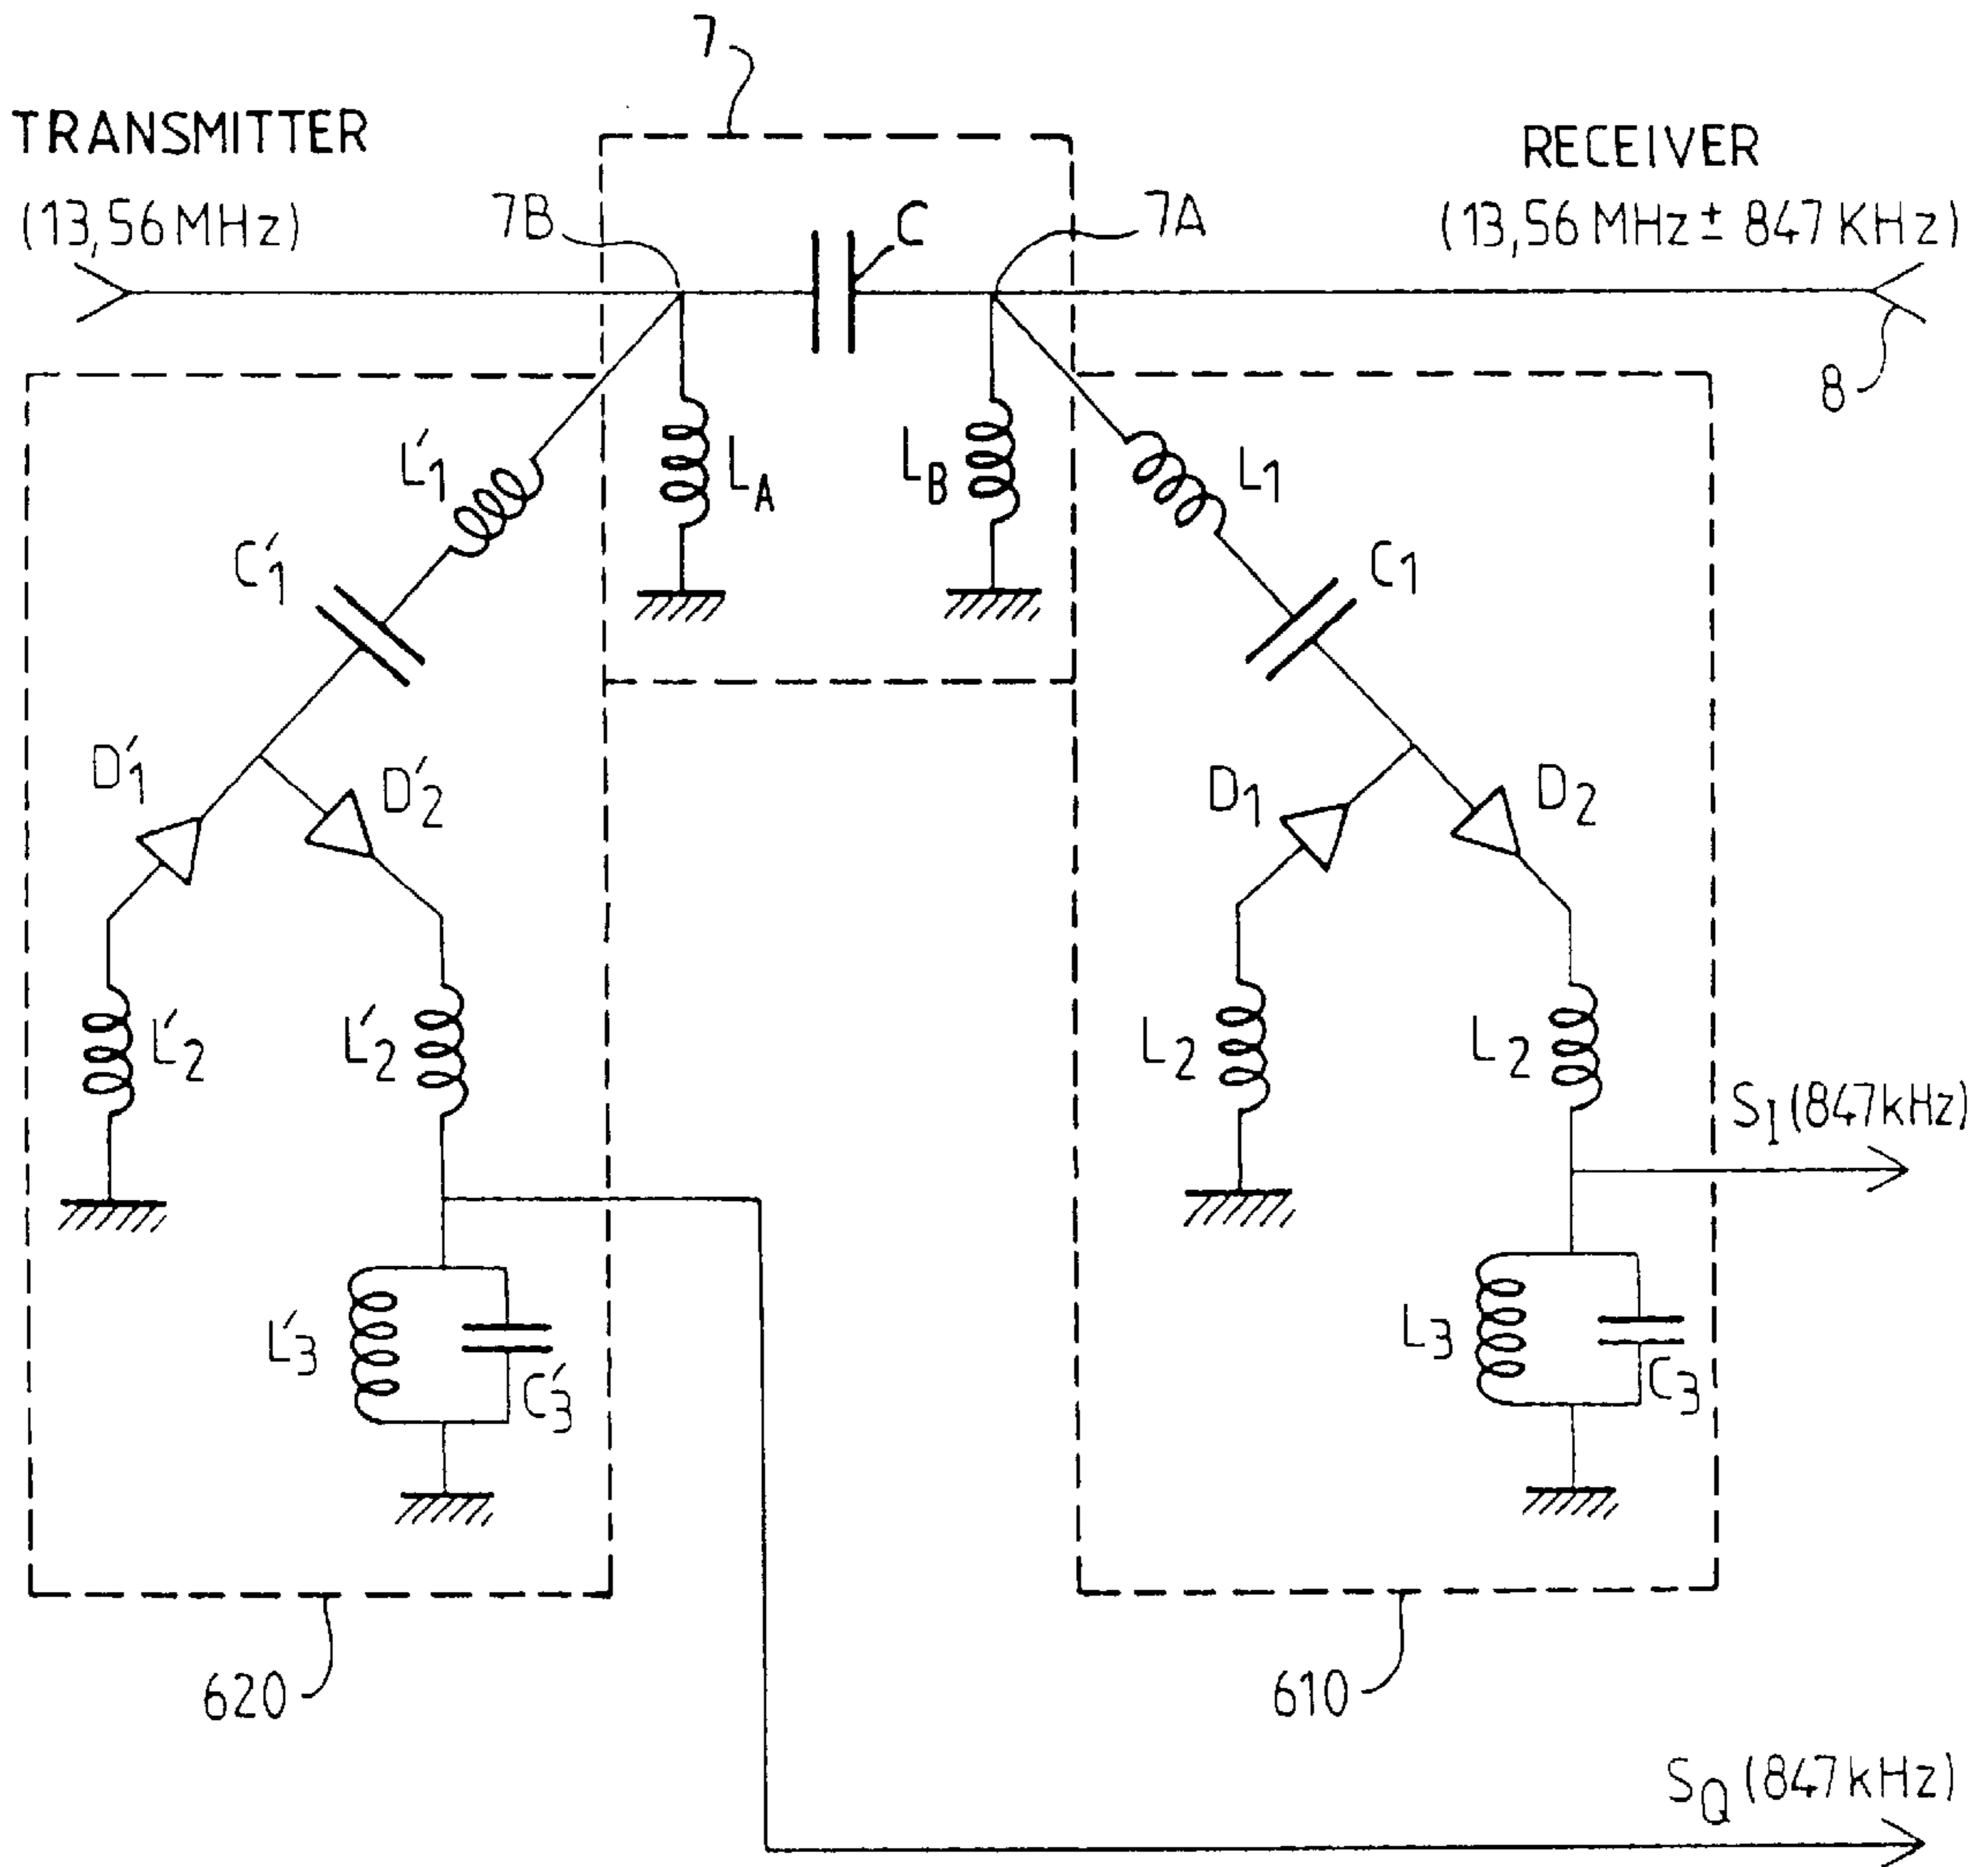 7
TRANSMITTER
(13,56 MHz)
RECEIVER
(13,56 MHz ± 847 KHz)
7B
C
7A
8
L'1
LA
LB
L1
C'1
C1
D'1
D'2
D1
D2
L'2
L'2
L2
L2
SI (847kHz)
L'3
C'3
L3
C3
620
610
SQ (847kHz)